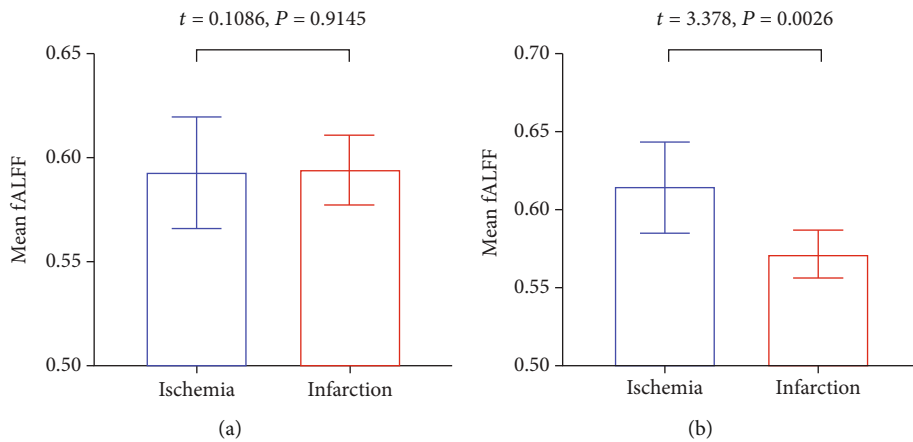 t = 0.1086, P = 0.9145
0.65
0.60
0.55
0.50
Mean fALFF
Ischemia
Infarction
(a)
t = 3.378, P = 0.0026
0.70
0.65
0.60
0.55
0.50
Mean fALFF
Ischemia
Infarction
(b)